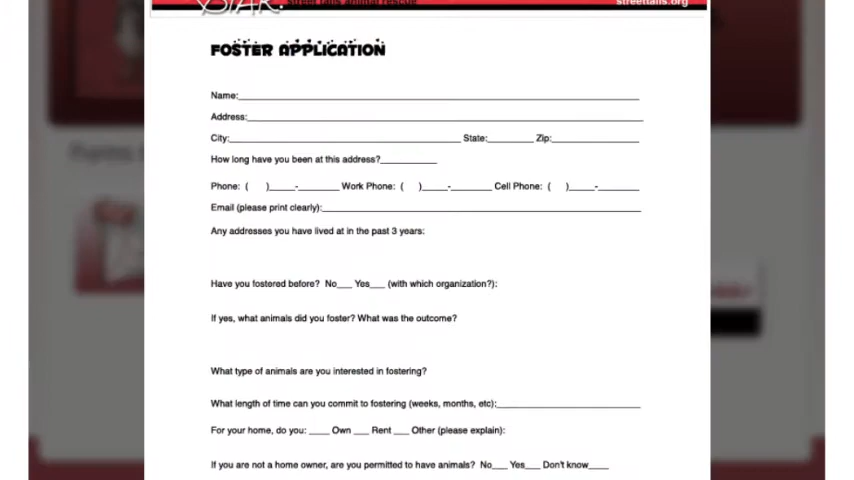 STAR. street tails animal rescue streettails.org
FOSTER APPLICATION
Name:
Address:
City: State: Zip:
How long have you been at this address?
Phone: ( ) - Work Phone: ( ) - Cell Phone: ( ) -
Email (please print clearly):
Any addresses you have lived at in the past 3 years:
Have you fostered before? No___ Yes___ (with which organization?):
If yes, what animals did you foster? What was the outcome?
What type of animals are you interested in fostering?
What length of time can you commit to fostering (weeks, months, etc):
For your home, do you: ____ Own ___ Rent ___ Other (please explain):
If you are not a home owner, are you permitted to have animals? No___ Yes___ Don't know____